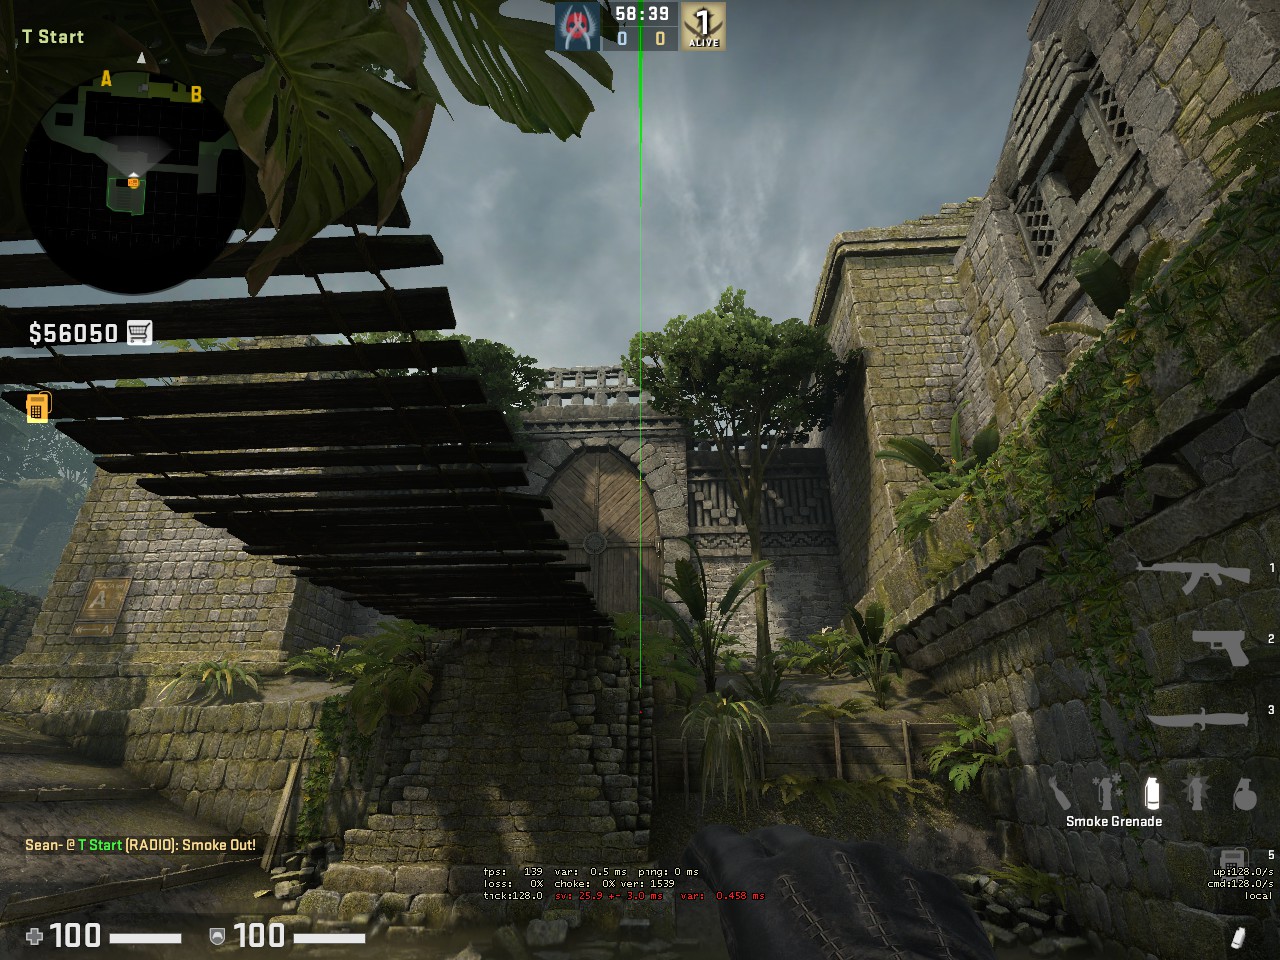 T Start
58:39
0 0
1
ALIVE
A
B
$56050
A
1
2
3
Smoke Grenade
Sean- @ T Start (RADIO): Smoke Out!
5
fps: 139 var: 0.5 ms ping: 0 ms
loss: 0% choke: 0% ver: 1539
tick:128.0 sv: 25.9 +- 3.0 ms var: 0.458 ms
up:128.0/s
cmd:128.0/s
local
100
100